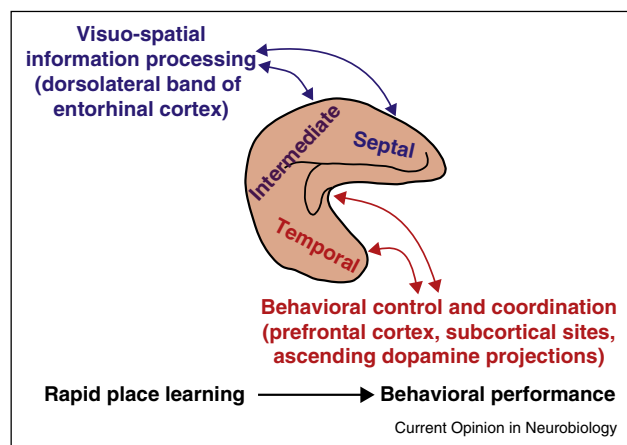 Visuo-spatial
information processing
(dorsolateral band of
entorhinal cortex)
Intermediate
Septal
Temporal
Behavioral control and coordination
(prefrontal cortex, subcortical sites,
ascending dopamine projections)
Rapid place learning
Behavioral performance
Current Opinion in Neurobiology